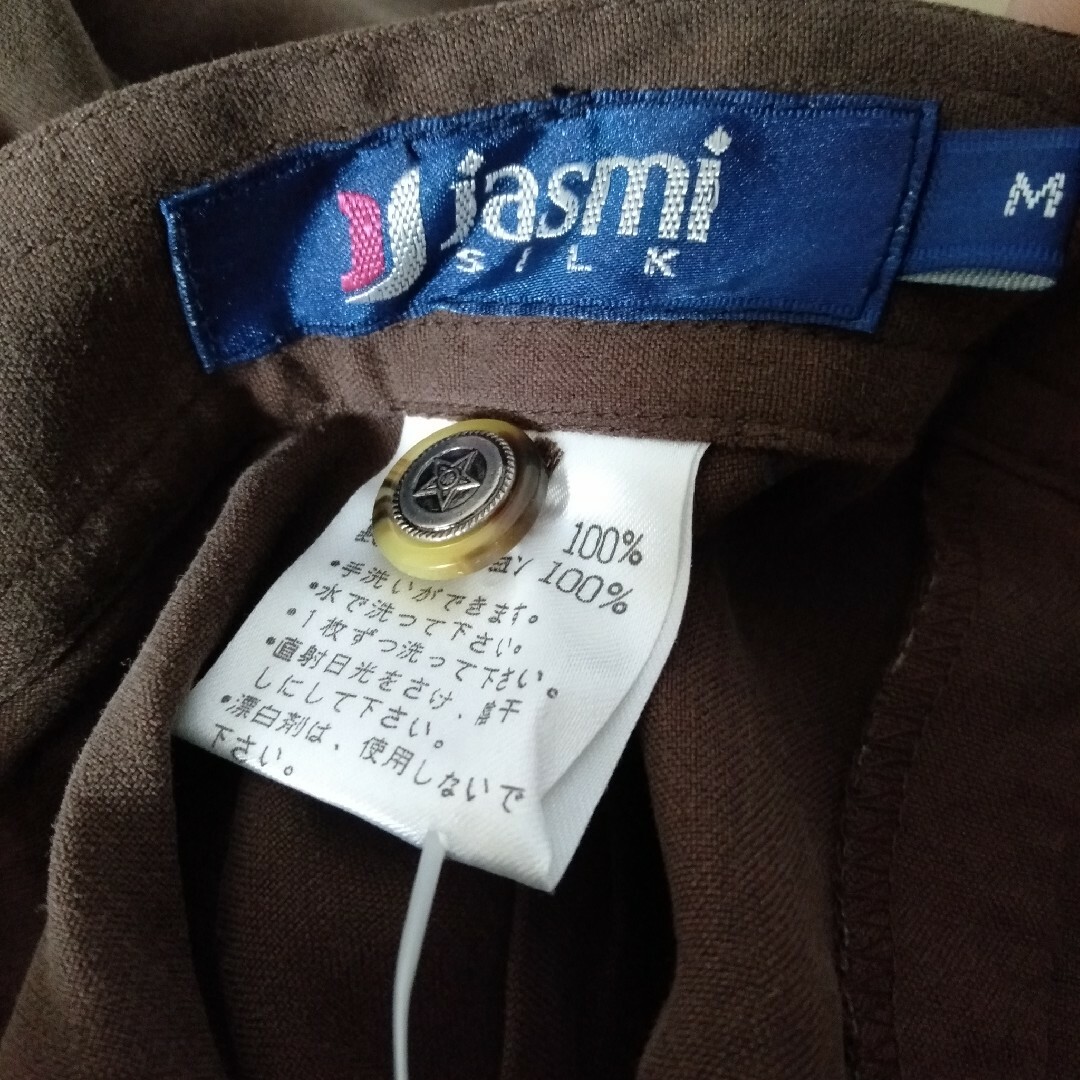 jasmi
SILK
M
100%
100%
・手洗いができます。
・水で洗って下さい。
・1枚ずつ洗って下さい。
・直射日光をさけ、陰干
しにして下さい。
・漂白剤は、使用しないで
下さい。